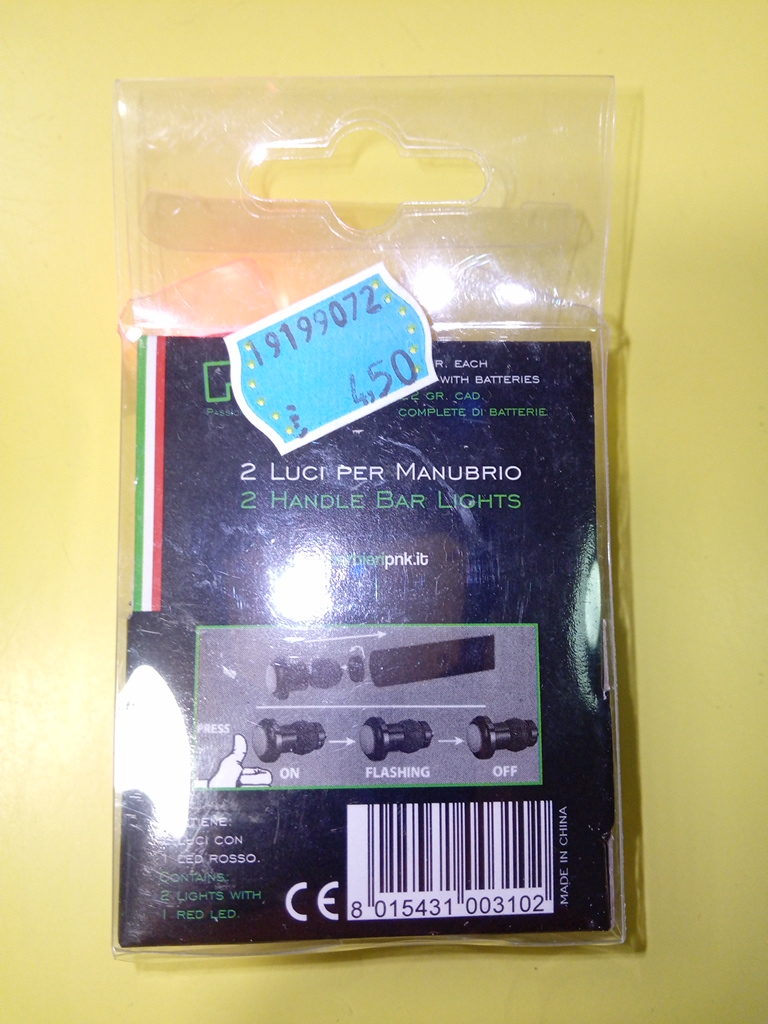 19199072
€ 4,50
R. EACH
WITH BATTERIES
GR. CAD.
COMPLETE DI BATTERIE
2 LUCI PER MANUBRIO
2 HANDLE BAR LIGHTS
pnk.it
PRESS
ON
FLASHING
OFF
LUCI CON
1 LED ROSSO.
CONTAINS:
2 LIGHTS WITH
1 RED LED.
CE
8 015431 003102
MADE IN CHINA